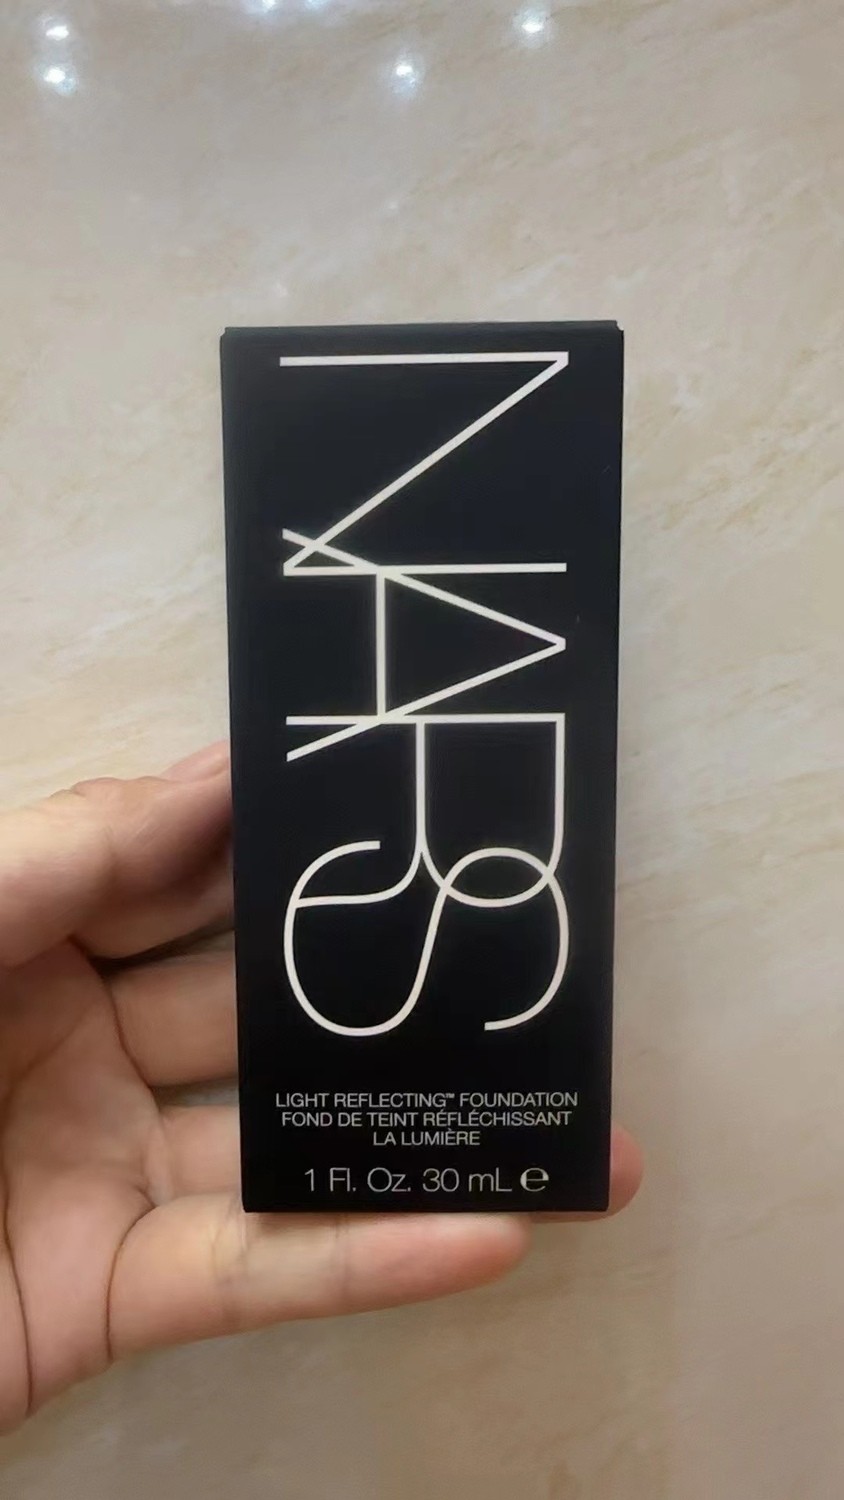 NARS
LIGHT REFLECTING™ FOUNDATION
FOND DE TEINT RÉFLÉCHISSANT
LA LUMIÈRE
1 Fl. Oz. 30 mL ℮